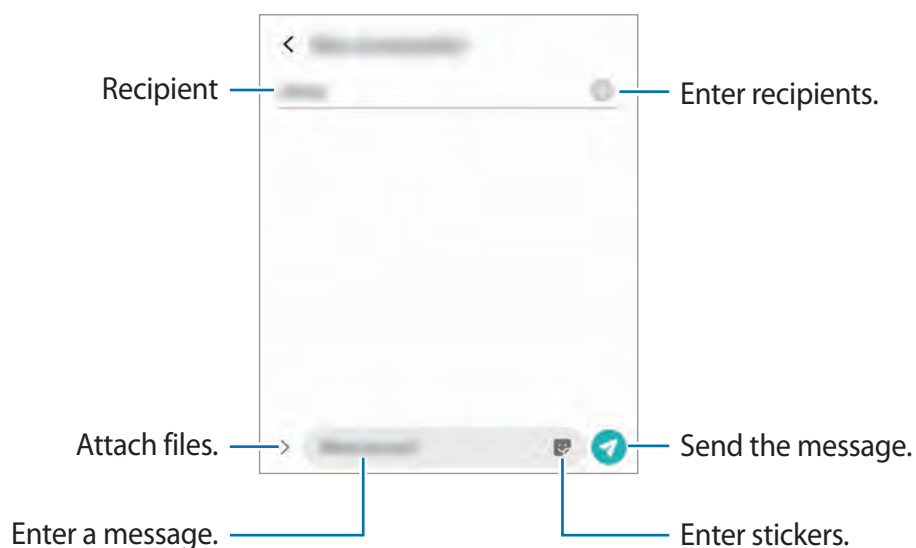 Recipient
Enter recipients.
Attach files.
Send the message.
Enter a message.
Enter stickers.